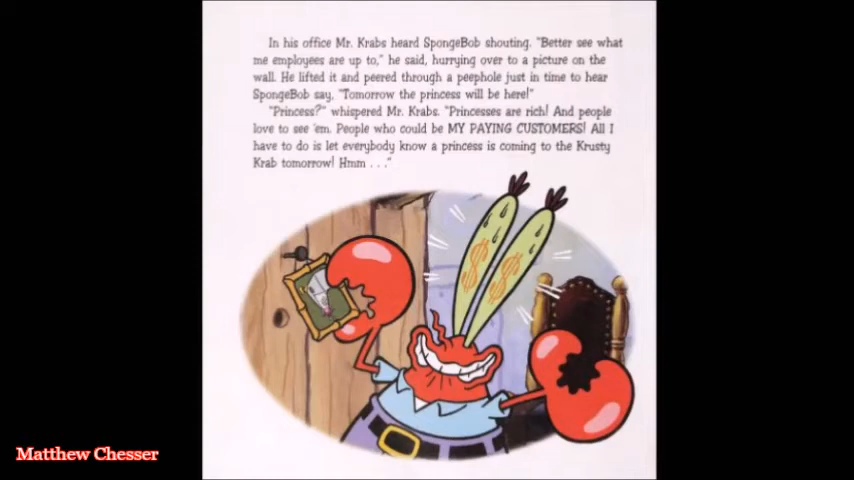 In his office Mr. Krabs heard SpongeBob shouting. "Better see what
me employees are up to," he said, hurrying over to a picture on the
wall. He lifted it and peered through a peephole just in time to hear
SpongeBob say, "Tomorrow the princess will be here!"
"Princess?" whispered Mr. Krabs. "Princesses are rich! And people
love to see 'em. People who could be MY PAYING CUSTOMERS! All I
have to do is let everybody know a princess is coming to the Krusty
Krab tomorrow! Hmm . . ."
$ $
Matthew Chesser